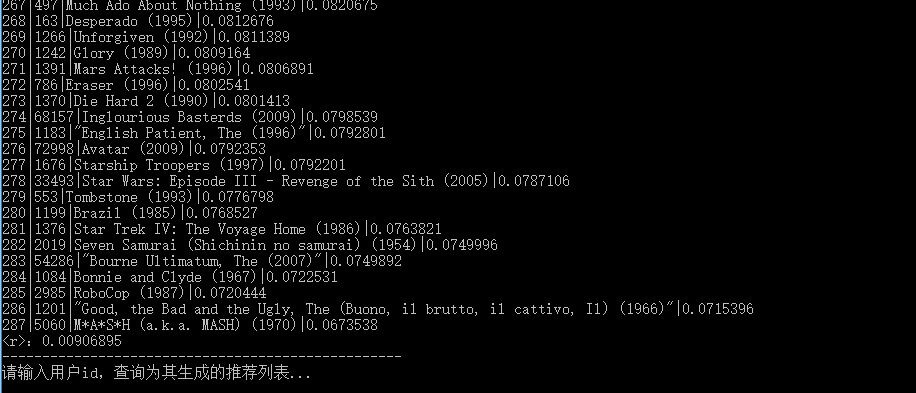 267|497|Much Ado About Nothing (1993)|0.0820675
268|163|Desperado (1995)|0.0812676
269|1266|Unforgiven (1992)|0.0811389
270|1242|Glory (1989)|0.0809164
271|1391|Mars Attacks! (1996)|0.0806891
272|786|Eraser (1996)|0.0802541
273|1370|Die Hard 2 (1990)|0.0801413
274|68157|Inglourious Basterds (2009)|0.0798539
275|1183|"English Patient, The (1996)"|0.0792801
276|72998|Avatar (2009)|0.0792353
277|1676|Starship Troopers (1997)|0.0792201
278|33493|Star Wars: Episode III - Revenge of the Sith (2005)|0.0787106
279|553|Tombstone (1993)|0.0776798
280|1199|Brazil (1985)|0.0768527
281|1376|Star Trek IV: The Voyage Home (1986)|0.0763821
282|2019|Seven Samurai (Shichinin no samurai) (1954)|0.0749996
283|54286|"Bourne Ultimatum, The (2007)"|0.0749892
284|1084|Bonnie and Clyde (1967)|0.0722531
285|2985|RoboCop (1987)|0.0720444
286|1201|"Good, the Bad and the Ugly, The (Buono, il brutto, il cattivo, Il) (1966)"|0.0715396
287|5060|M*A*S*H (a.k.a. MASH) (1970)|0.0673538
<r>: 0.00906895
--------------------------------------------------
请输入用户id，查询为其生成的推荐列表...